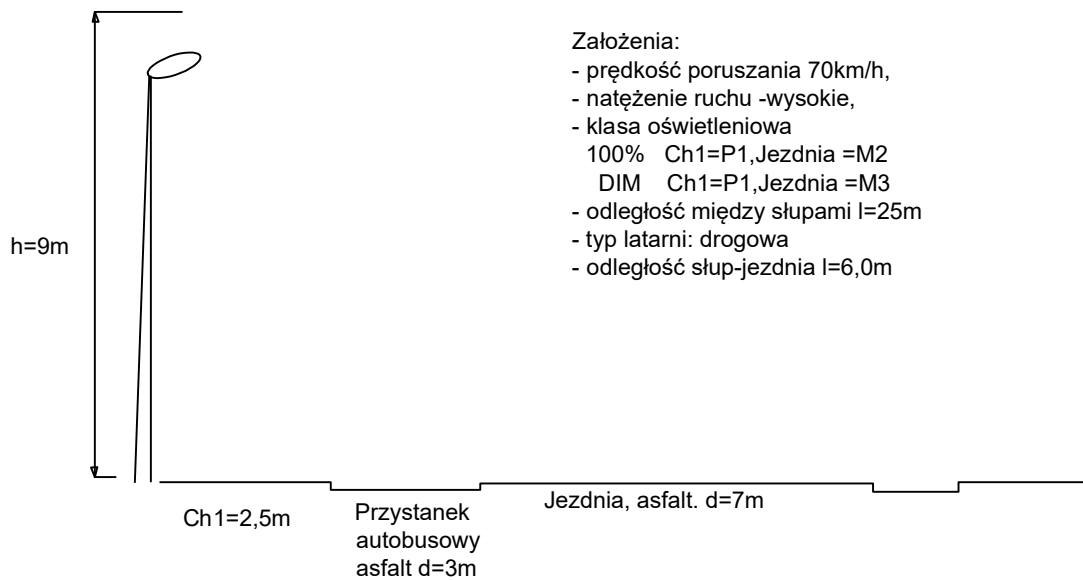 Założenia:
- prędkość poruszania 70km/h,
- natężenie ruchu -wysokie,
- klasa oświetleniowa
100% Ch1=P1,Jezdnia =M2
DIM Ch1=P1,Jezdnia =M3
- odległość między słupami l=25m
- typ latarni: drogowa
- odległość słup-jezdnia l=6,0m
h=9m
Ch1=2,5m
Przystanek
autobusowy
asfalt d=3m
Jezdnia, asfalt. d=7m